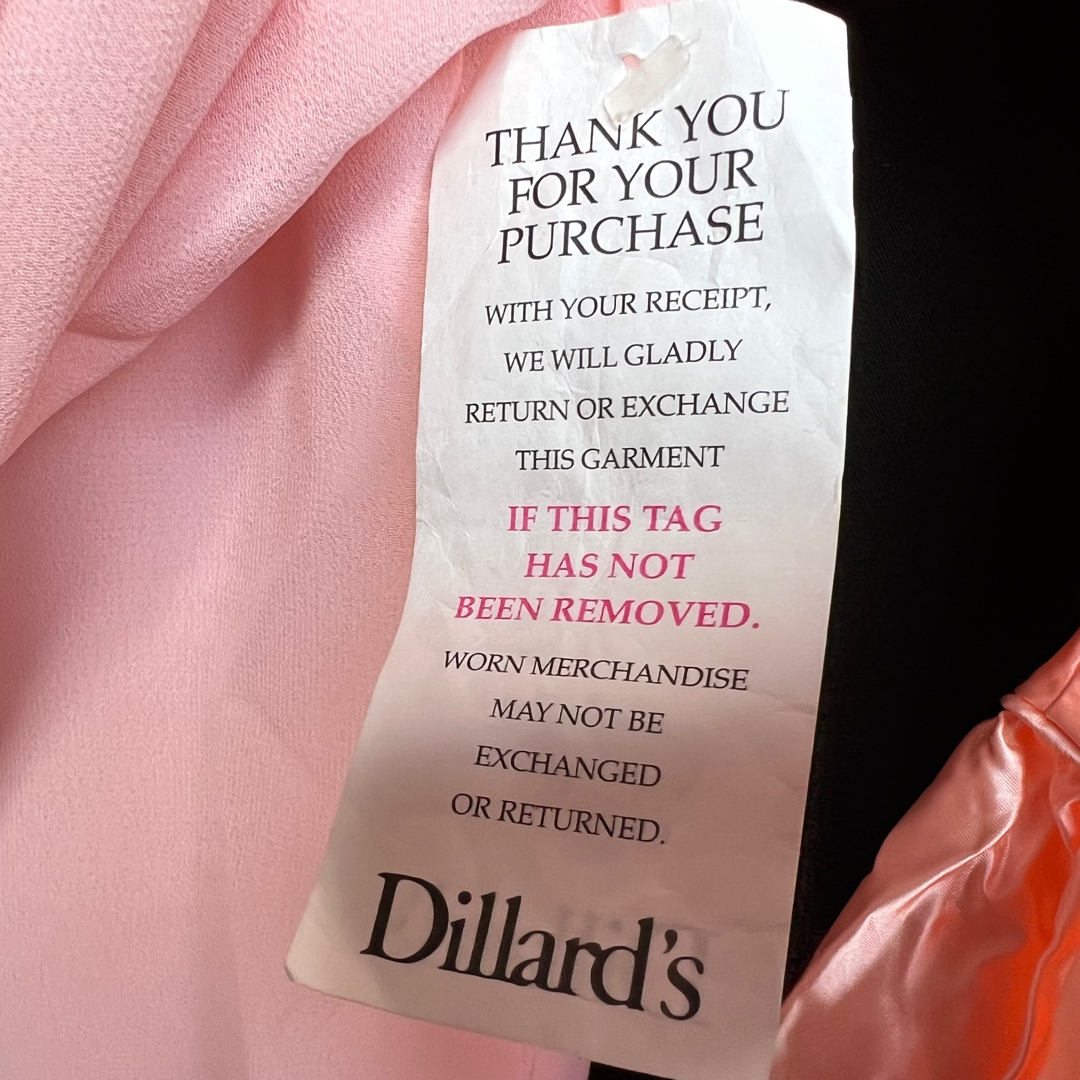 THANK YOU
FOR YOUR
PURCHASE
WITH YOUR RECEIPT,
WE WILL GLADLY
RETURN OR EXCHANGE
THIS GARMENT
IF THIS TAG
HAS NOT
BEEN REMOVED.
WORN MERCHANDISE
MAY NOT BE
EXCHANGED
OR RETURNED.
Dillard's